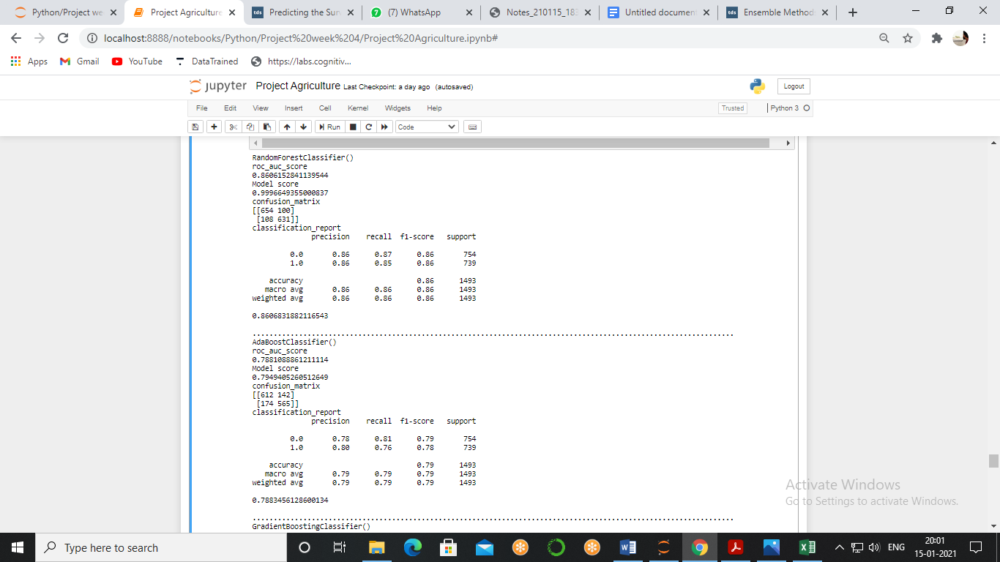 Python/Project we
Project Agriculture
tds Predicting the Sur
7 (7) WhatsApp
Notes_210115_183
Untitled documen
tds Ensemble Method
localhost:8888/notebooks/Python/Project%20week%204/Project%20Agriculture.ipynb#
Apps Gmail YouTube DataTrained https://labs.cognitiv...
jupyter Project Agriculture Last Checkpoint: a day ago (autosaved) Logout
File Edit View Insert Cell Kernel Widgets Help Trusted Python 3
Run Code
RandomForestClassifier()
roc_auc_score
0.8606152841139544
Model score
0.9996649355000837
confusion_matrix
[[654 100]
[108 631]]
classification_report
precision recall f1-score support
0.0 0.86 0.87 0.86 754
1.0 0.86 0.85 0.86 739
accuracy 0.86 1493
macro avg 0.86 0.86 0.86 1493
weighted avg 0.86 0.86 0.86 1493
0.8606831882116543
..................................................................................................................
AdaBoostClassifier()
roc_auc_score
0.7881088861211114
Model score
0.7949405260512649
confusion_matrix
[[612 142]
[174 565]]
classification_report
precision recall f1-score support
0.0 0.78 0.81 0.79 754
1.0 0.80 0.76 0.78 739
accuracy 0.79 1493
macro avg 0.79 0.79 0.79 1493
weighted avg 0.79 0.79 0.79 1493
0.7883456128600134
..................................................................................................................
GradientBoostingClassifier()
Activate Windows
Go to Settings to activate Windows.
Type here to search
ENG
20:01
15-01-2021